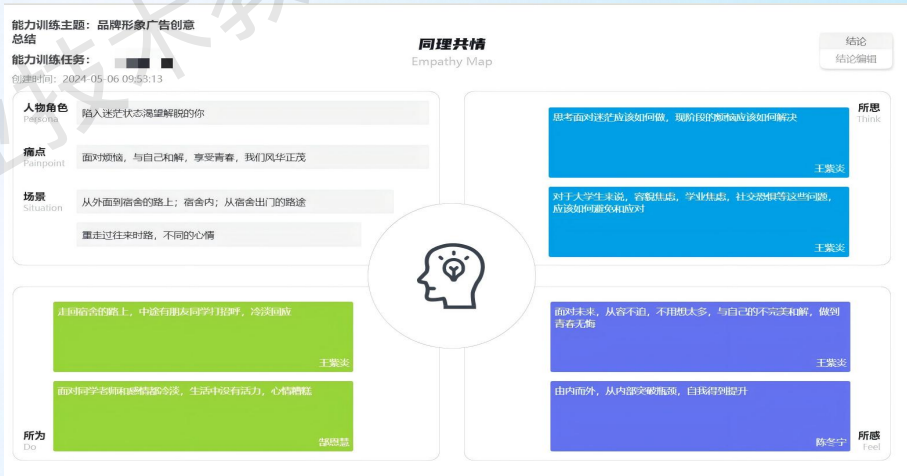 能力训练主题：品牌形象广告创意
总结
能力训练任务：
创建时间：2024-05-06 09:53:13
同理共情
Empathy Map
结论
结论编辑
人物角色
Persona
陷入迷茫状态渴望解脱的你
痛点
Painpoint
面对烦恼，与自己和解，享受青春，我们风华正茂
场景
Situation
从外面到宿舍的路上；宿舍内；从宿舍出门的路途
重走过往来时路，不同的心情
思考面对迷茫应该如何做，现阶段的烦恼应该如何解决
王紫炎
对于大学生来说，容貌焦虑，学业焦虑，社交恐惧等这些问题，
应该如何避免和应对
王紫炎
所思
Think
走回宿舍的路上，中途有朋友同学打招呼，冷淡回应
王紫炎
面对同学老师和感情都冷淡，生活中没有活力，心情糟糕
郜恩慧
所为
Do
面对未来，从容不迫，不用想太多，与自己的不完美和解，做到
青春无悔
王紫炎
由内而外，从内部突破瓶颈，自我得到提升
陈冬宁
所感
Feel